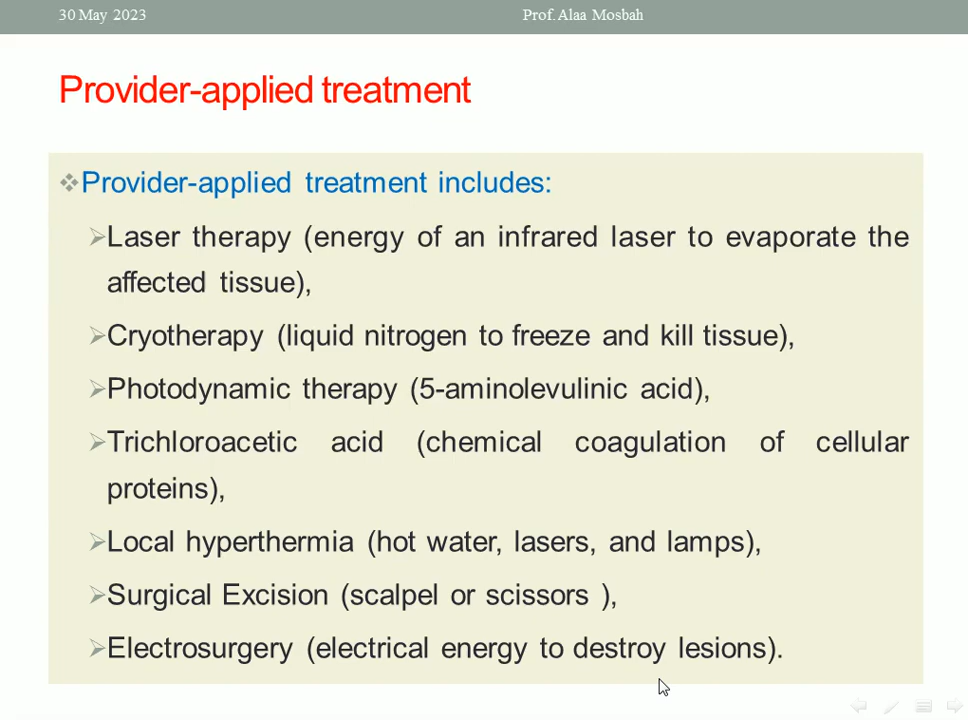 30 May 2023 Prof. Alaa Mosbah
Provider-applied treatment
❖Provider-applied treatment includes:
➢Laser therapy (energy of an infrared laser to evaporate the
affected tissue),
➢Cryotherapy (liquid nitrogen to freeze and kill tissue),
➢Photodynamic therapy (5-aminolevulinic acid),
➢Trichloroacetic acid (chemical coagulation of cellular
proteins),
➢Local hyperthermia (hot water, lasers, and lamps),
➢Surgical Excision (scalpel or scissors ),
➢Electrosurgery (electrical energy to destroy lesions).